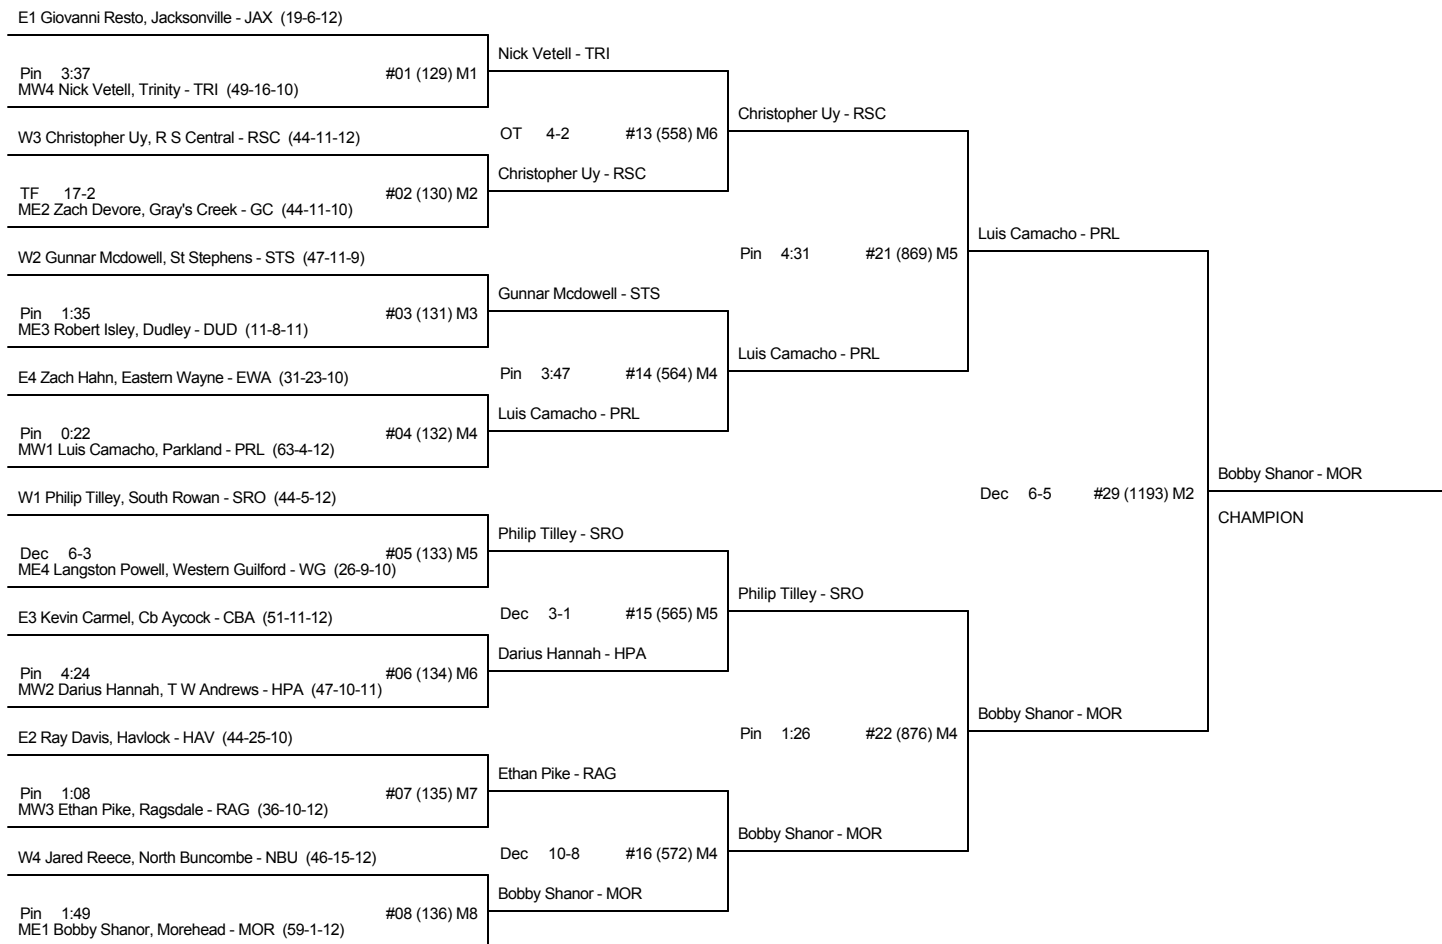 E1 Giovanni Resto, Jacksonville - JAX (19-6-12)
Nick Vetell - TRI
Pin 3:37 #01 (129) M1
MW4 Nick Vetell, Trinity - TRI (49-16-10)
Christopher Uy - RSC
W3 Christopher Uy, R S Central - RSC (44-11-12)
OT 4-2 #13 (558) M6
Christopher Uy - RSC
TF 17-2 #02 (130) M2
ME2 Zach Devore, Gray's Creek - GC (44-11-10)
Luis Camacho - PRL
W2 Gunnar Mcdowell, St Stephens - STS (47-11-9)
Pin 4:31 #21 (869) M5
Gunnar Mcdowell - STS
Pin 1:35 #03 (131) M3
ME3 Robert Isley, Dudley - DUD (11-8-11)
Luis Camacho - PRL
E4 Zach Hahn, Eastern Wayne - EWA (31-23-10)
Pin 3:47 #14 (564) M4
Luis Camacho - PRL
Pin 0:22 #04 (132) M4
MW1 Luis Camacho, Parkland - PRL (63-4-12)
Bobby Shanor - MOR
W1 Philip Tilley, South Rowan - SRO (44-5-12)
Dec 6-5 #29 (1193) M2
CHAMPION
Philip Tilley - SRO
Dec 6-3 #05 (133) M5
ME4 Langston Powell, Western Guilford - WG (26-9-10)
Philip Tilley - SRO
E3 Kevin Carmel, Cb Aycock - CBA (51-11-12)
Dec 3-1 #15 (565) M5
Darius Hannah - HPA
Pin 4:24 #06 (134) M6
MW2 Darius Hannah, T W Andrews - HPA (47-10-11)
Bobby Shanor - MOR
E2 Ray Davis, Havlock - HAV (44-25-10)
Pin 1:26 #22 (876) M4
Ethan Pike - RAG
Pin 1:08 #07 (135) M7
MW3 Ethan Pike, Ragsdale - RAG (36-10-12)
Bobby Shanor - MOR
W4 Jared Reece, North Buncombe - NBU (46-15-12)
Dec 10-8 #16 (572) M4
Bobby Shanor - MOR
Pin 1:49 #08 (136) M8
ME1 Bobby Shanor, Morehead - MOR (59-1-12)